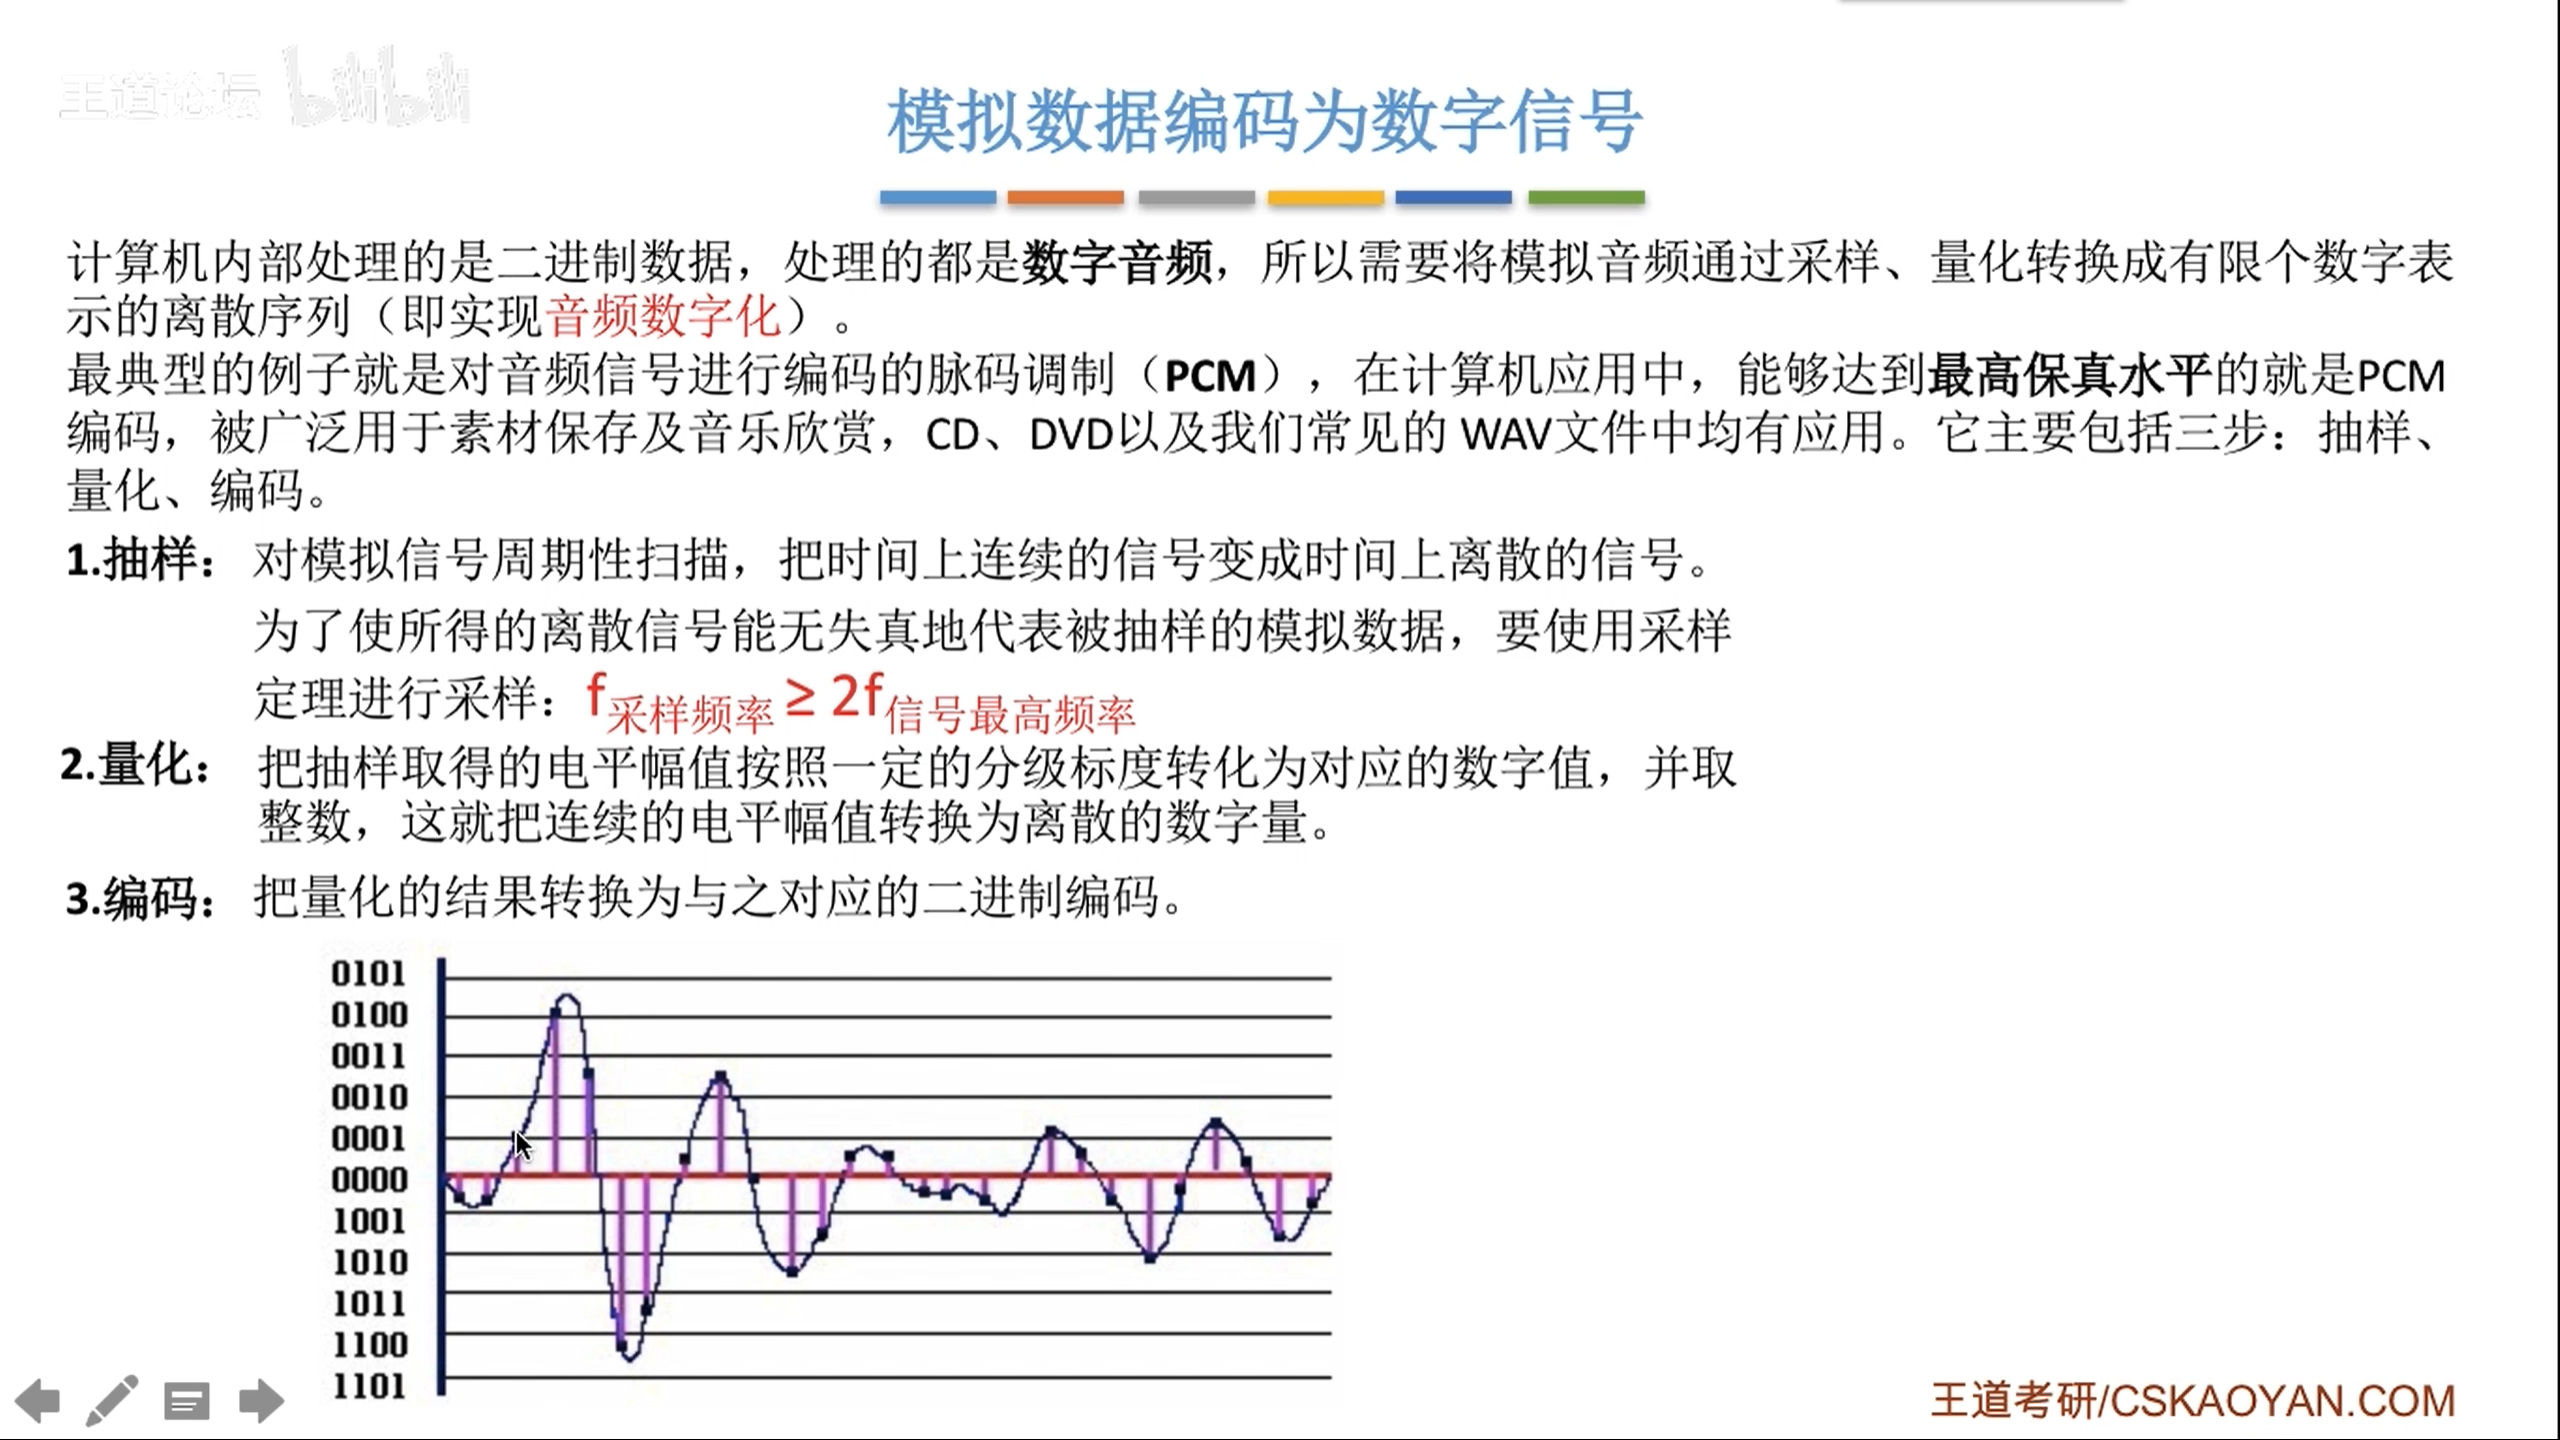 王道论坛 bilibili
模拟数据编码为数字信号
计算机内部处理的是二进制数据，处理的都是数字音频，所以需要将模拟音频通过采样、量化转换成有限个数字表
示的离散序列（即实现音频数字化）。
最典型的例子就是对音频信号进行编码的脉码调制（PCM），在计算机应用中，能够达到最高保真水平的就是PCM
编码，被广泛用于素材保存及音乐欣赏，CD、DVD以及我们常见的 WAV文件中均有应用。它主要包括三步：抽样、
量化、编码。
1.抽样：对模拟信号周期性扫描，把时间上连续的信号变成时间上离散的信号。
为了使所得的离散信号能无失真地代表被抽样的模拟数据，要使用采样
定理进行采样：f采样频率 ≥ 2f信号最高频率
2.量化：把抽样取得的电平幅值按照一定的分级标度转化为对应的数字值，并取
整数，这就把连续的电平幅值转换为离散的数字量。
3.编码：把量化的结果转换为与之对应的二进制编码。
0101
0100
0011
0010
0001
0000
1001
1010
1011
1100
1101
王道考研/CSKAOYAN.COM